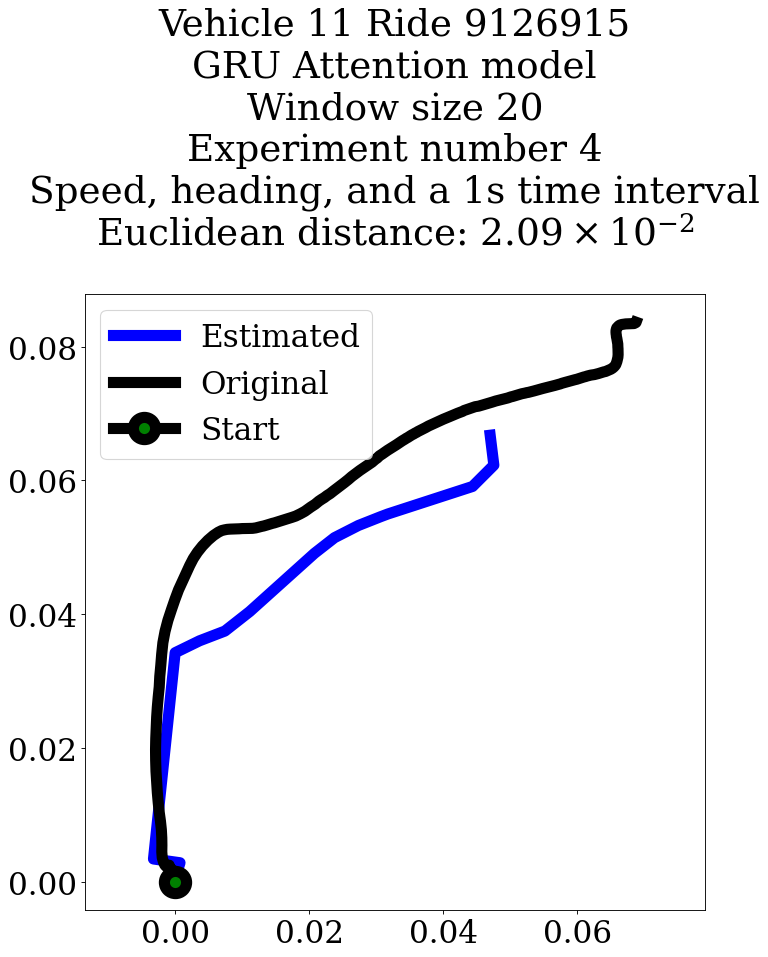 Vehicle 11 Ride 9126915
GRU Attention model
Window size 20
Experiment number 4
Speed, heading, and a 1s time interval
Euclidean distance: 2.09 × 10⁻²
Estimated
Original
Start
0.08
0.06
0.04
0.02
0.00
0.00 0.02 0.04 0.06